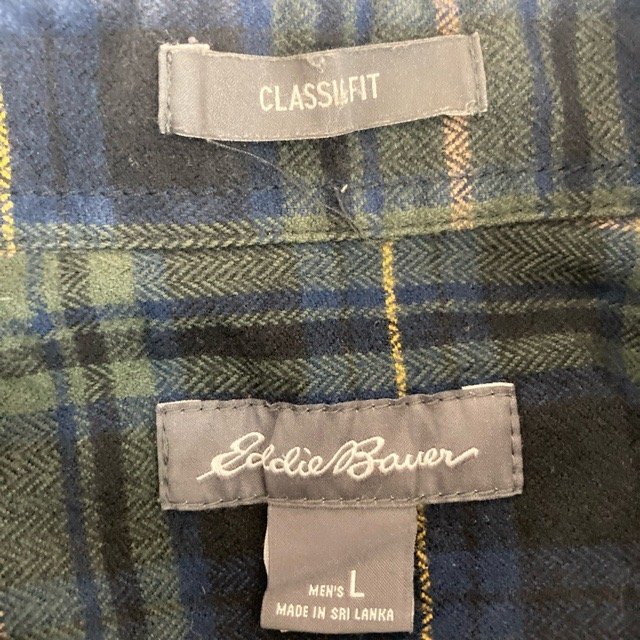 CLASSIC FIT
Eddie Bauer
MEN'S L
MADE IN SRI LANKA